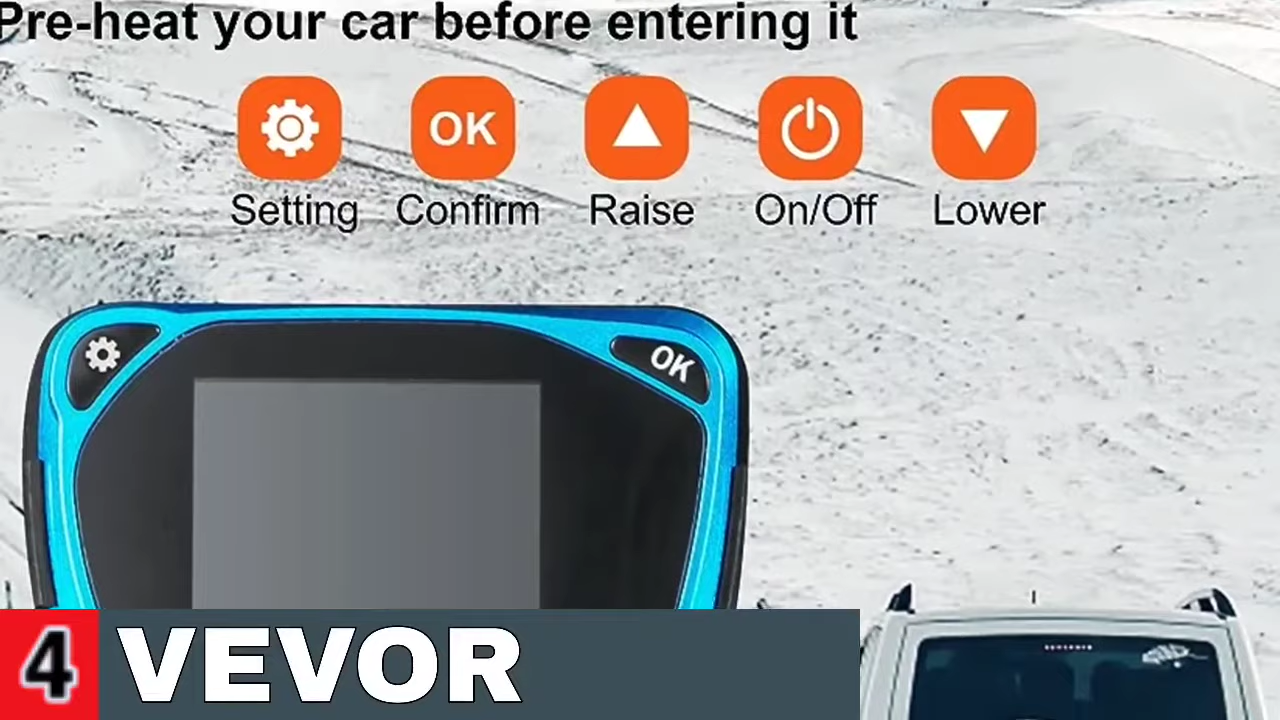 Pre-heat your car before entering it
OK
Setting Confirm Raise On/Off Lower
OK
4 VEVOR